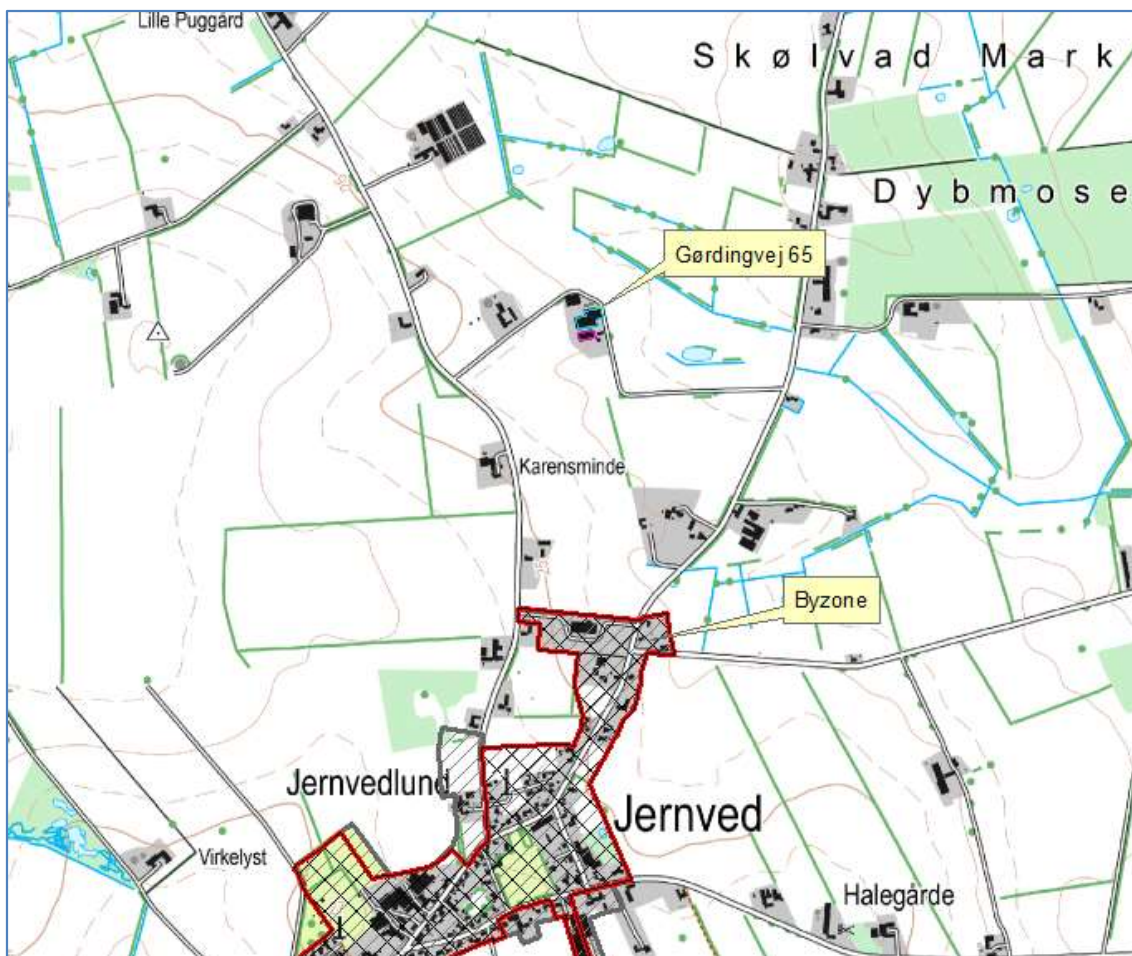 Lille Puggård
Skølvad Mark
Dybmose
Gørdingvej 65
Karensminde
Byzone
Jernvedlund
Jernved
Virkelyst
Halegårde